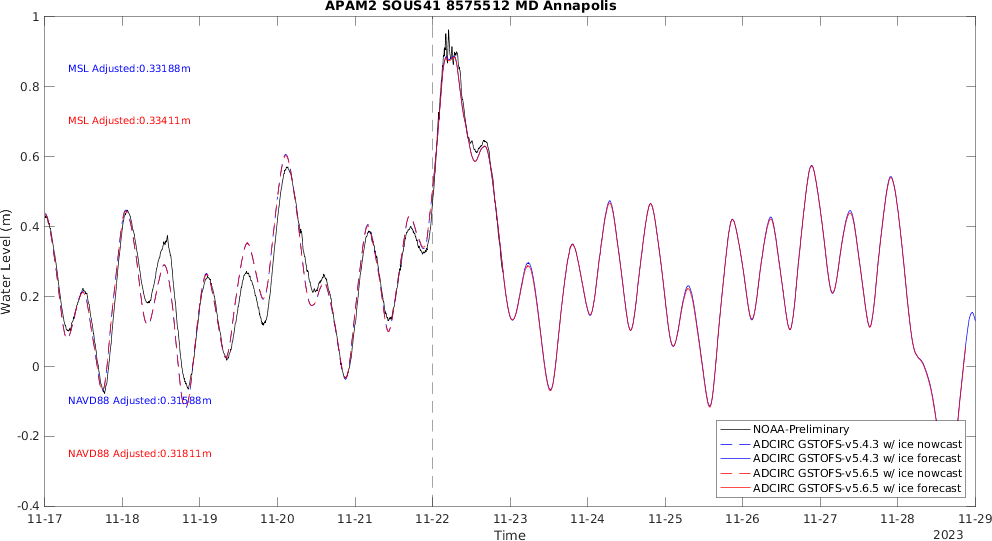 APAM2 SOUS41 8575512 MD Annapolis
1
0.8
0.6
0.4
0.2
0
-0.2
-0.4
Water Level (m)
MSL Adjusted:0.33188m
MSL Adjusted:0.33411m
NAVD88 Adjusted:0.31588m
NAVD88 Adjusted:0.31811m
NOAA-Preliminary
ADCIRC GSTOFS-v5.4.3 w/ ice nowcast
ADCIRC GSTOFS-v5.4.3 w/ ice forecast
ADCIRC GSTOFS-v5.6.5 w/ ice nowcast
ADCIRC GSTOFS-v5.6.5 w/ ice forecast
11-17 11-18 11-19 11-20 11-21 11-22 11-23 11-24 11-25 11-26 11-27 11-28 11-29
Time
2023